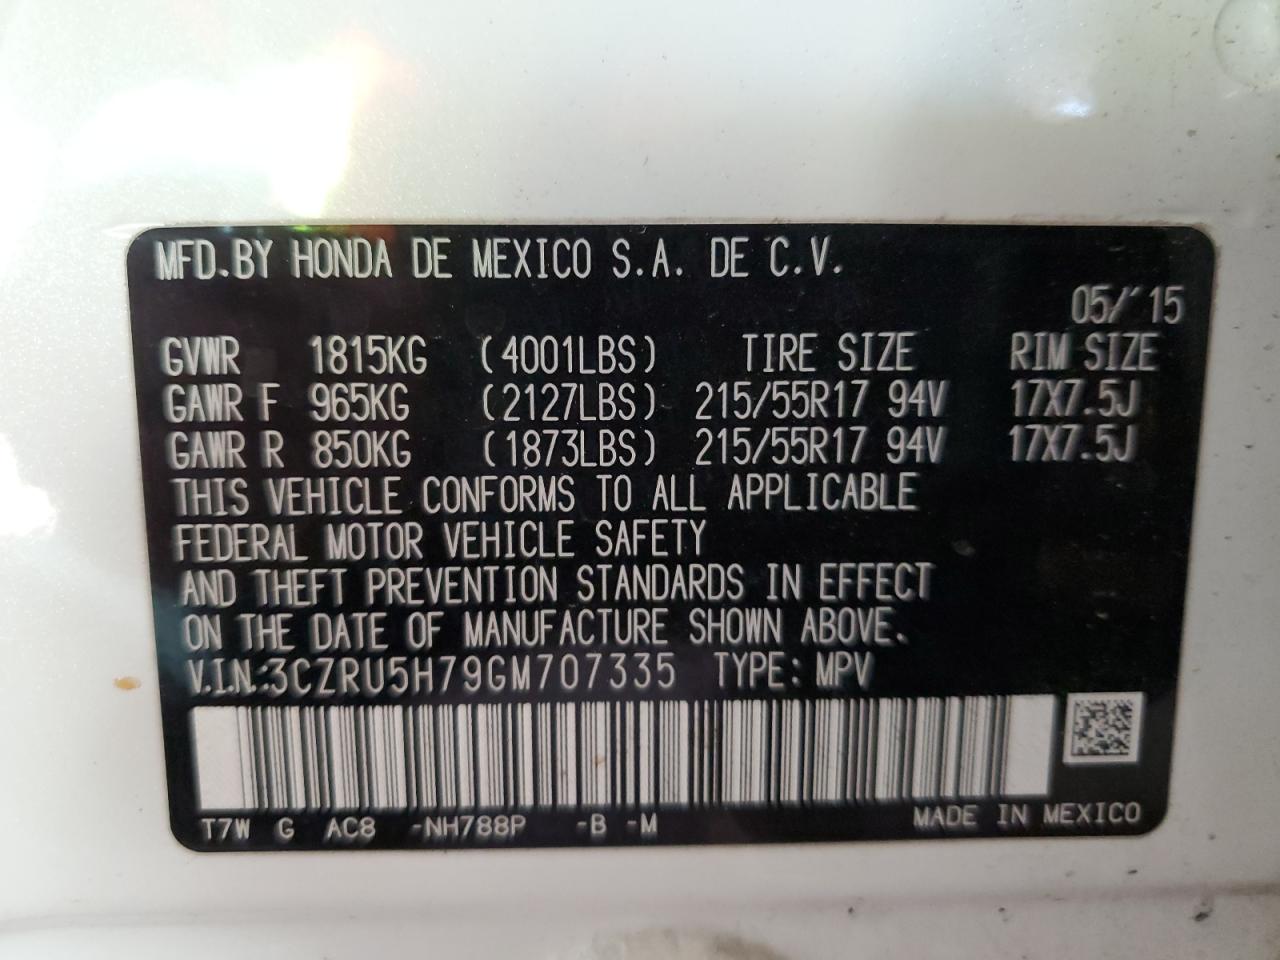 MFD.BY HONDA DE MEXICO S.A. DE C.V.
05/'15
GVWR 1815KG (4001LBS) TIRE SIZE RIM SIZE
GAWR F 965KG (2127LBS) 215/55R17 94V 17X7.5J
GAWR R 850KG (1873LBS) 215/55R17 94V 17X7.5J
THIS VEHICLE CONFORMS TO ALL APPLICABLE
FEDERAL MOTOR VEHICLE SAFETY
AND THEFT PREVENTION STANDARDS IN EFFECT
ON THE DATE OF MANUFACTURE SHOWN ABOVE.
V.I.N.:3CZRU5H79GM707335 TYPE: MPV
T7W G AC8 -NH788P -B -M MADE IN MEXICO